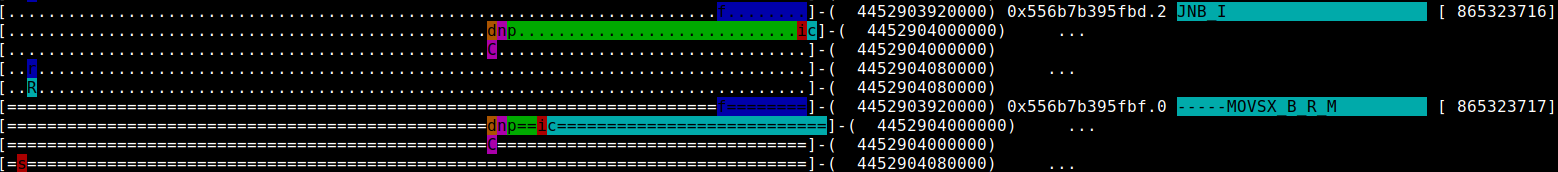 [.......................................................................f........]-(  4452903920000) 0x556b7b395fbd.2 JNB_I [ 865323716]
[................................................dnp............................ic]-(  4452904000000)     ...
[................................................C...............................]-(  4452904000000)
[..r.............................................................................]-(  4452904080000)     ...
[..R.............................................................................]-(  4452904080000)
[=======================================================================f========]-(  4452903920000) 0x556b7b395fbf.0 -----MOVSX_B_R_M [ 865323717]
[================================================dnp==ic===========================]-(  4452904000000)     ...
[================================================C===============================]-(  4452904000000)
[=s==============================================================================]-(  4452904080000)     ...